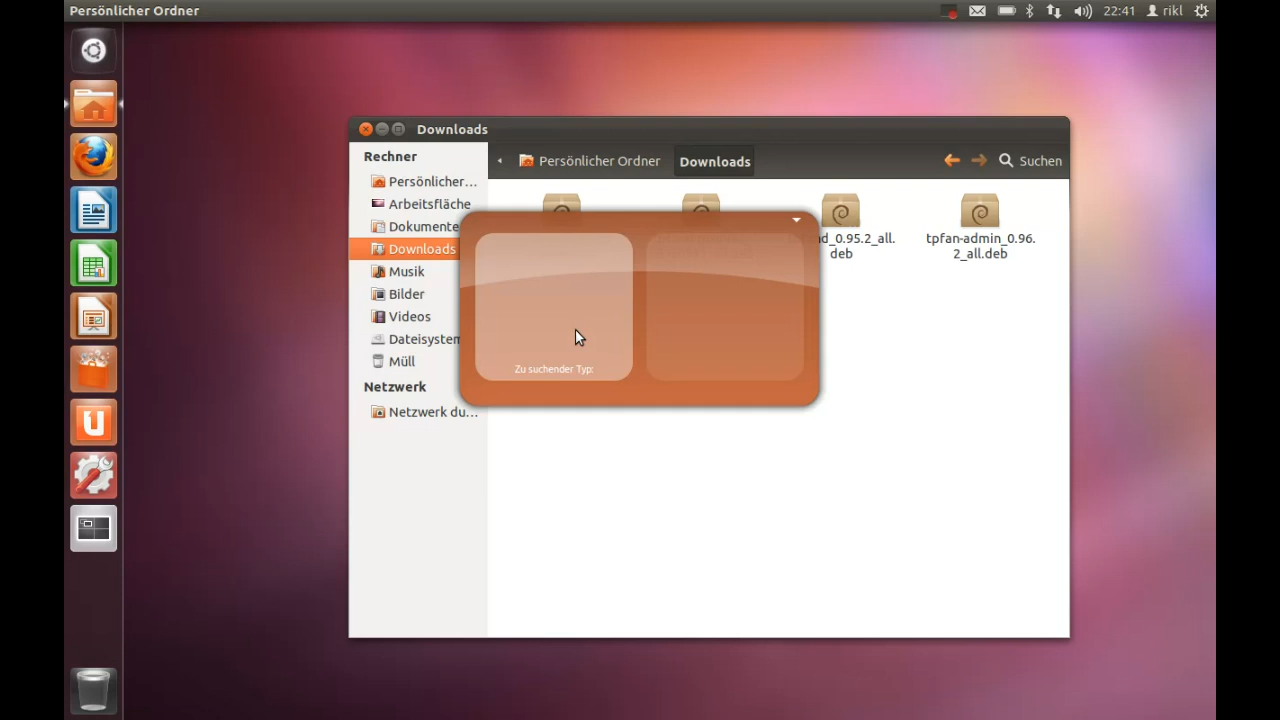 Persönlicher Ordner
22:41
rikl
Downloads
Rechner
Persönlicher Ordner
Downloads
Suchen
Persönlicher...
Arbeitsfläche
Dokumente
Downloads
Musik
Bilder
Videos
Dateisystem
Müll
Netzwerk
Netzwerk du...
d_0.95.2_all.
deb
tpfan-admin_0.96.
2_all.deb
Zu suchender Typ: